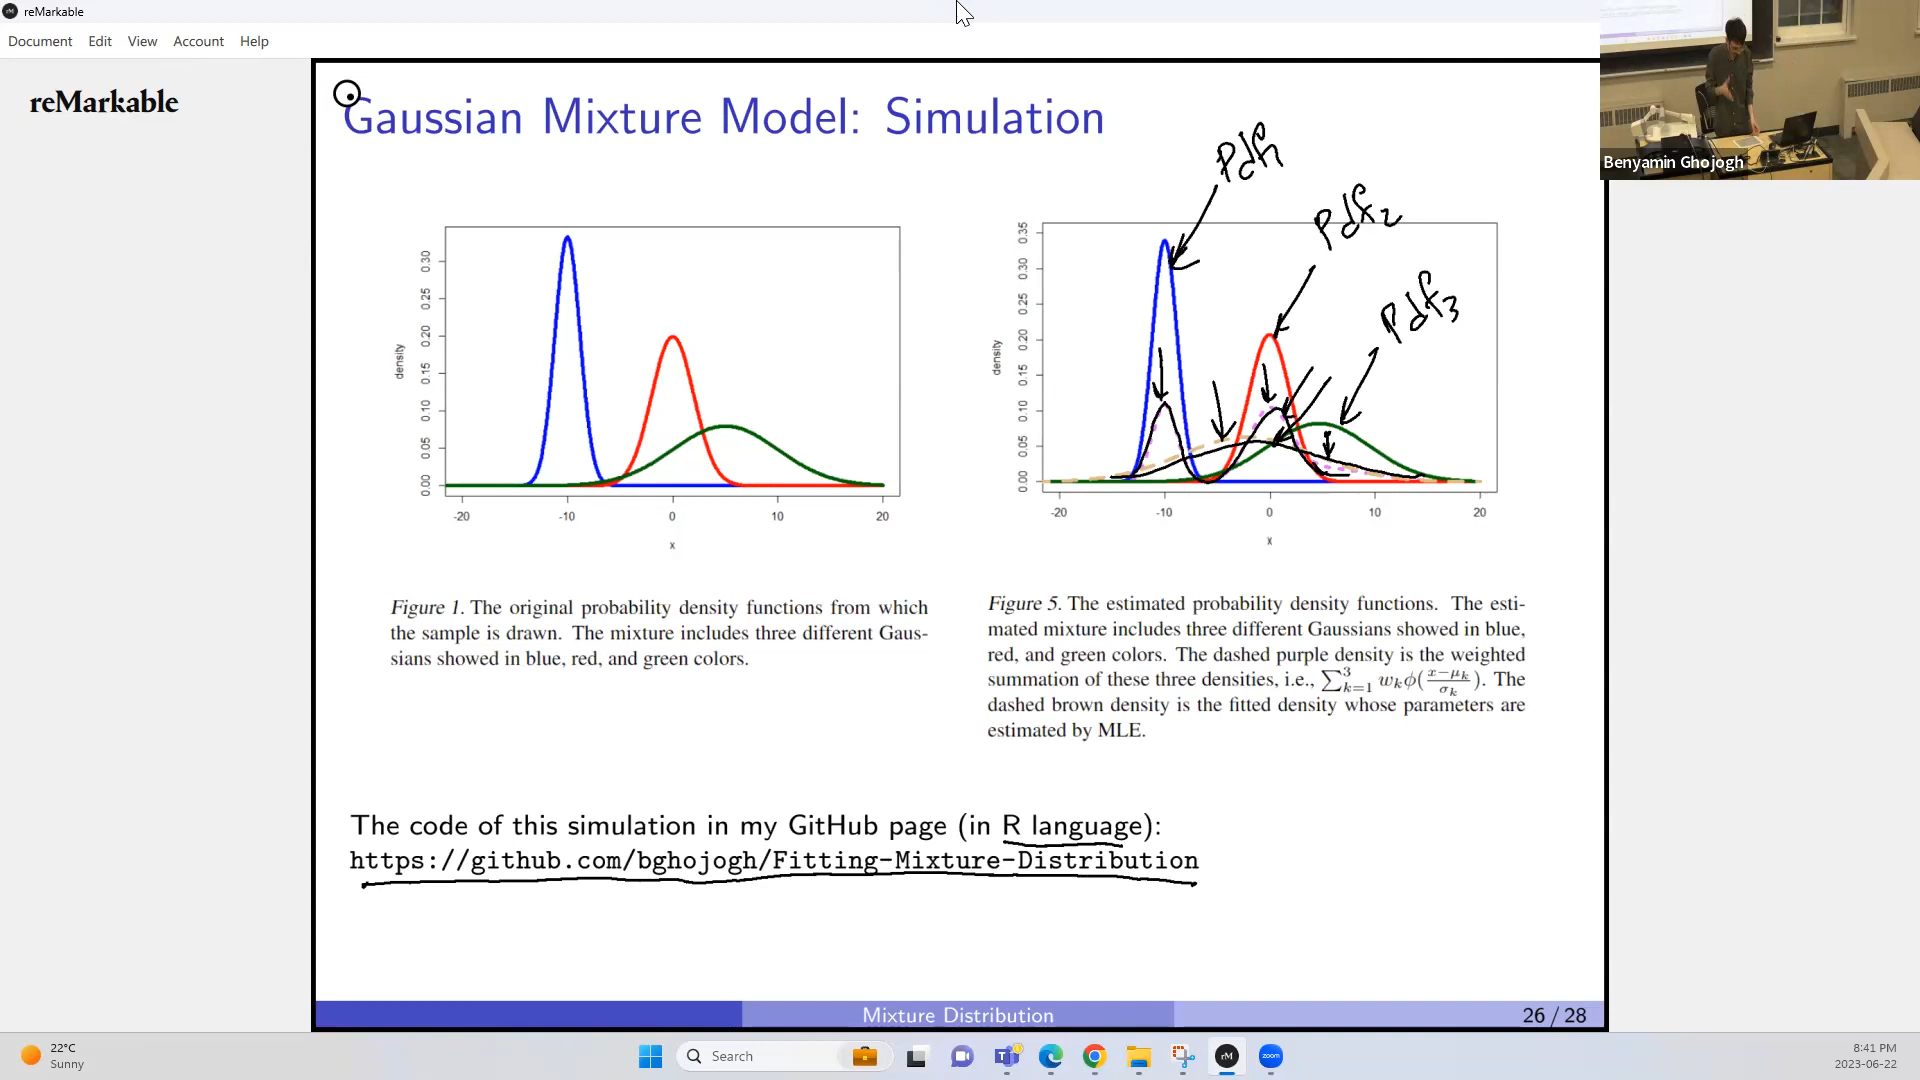 reMarkable
Document Edit View Account Help
reMarkable
Gaussian Mixture Model: Simulation
Benyamin Ghojogh
Pdf1
Pdf2
Pdf3
density
0.00 0.05 0.10 0.15 0.20 0.25 0.30
-20 -10 0 10 20
x
density
0.00 0.05 0.10 0.15 0.20 0.25 0.30 0.35
-20 -10 0 10 20
x
Figure 1. The original probability density functions from which
the sample is drawn. The mixture includes three different Gaus-
sians showed in blue, red, and green colors.
Figure 5. The estimated probability density functions. The esti-
mated mixture includes three different Gaussians showed in blue,
red, and green colors. The dashed purple density is the weighted
summation of these three densities, i.e., ∑_{k=1}^{3} w_k ϕ(\frac{x−μ_k}{σ_k}). The
dashed brown density is the fitted density whose parameters are
estimated by MLE.
The code of this simulation in my GitHub page (in R language):
https://github.com/bghojogh/Fitting-Mixture-Distribution
Mixture Distribution
26 / 28
22°C
Sunny
Search
rM
zoom
8:41 PM
2023-06-22